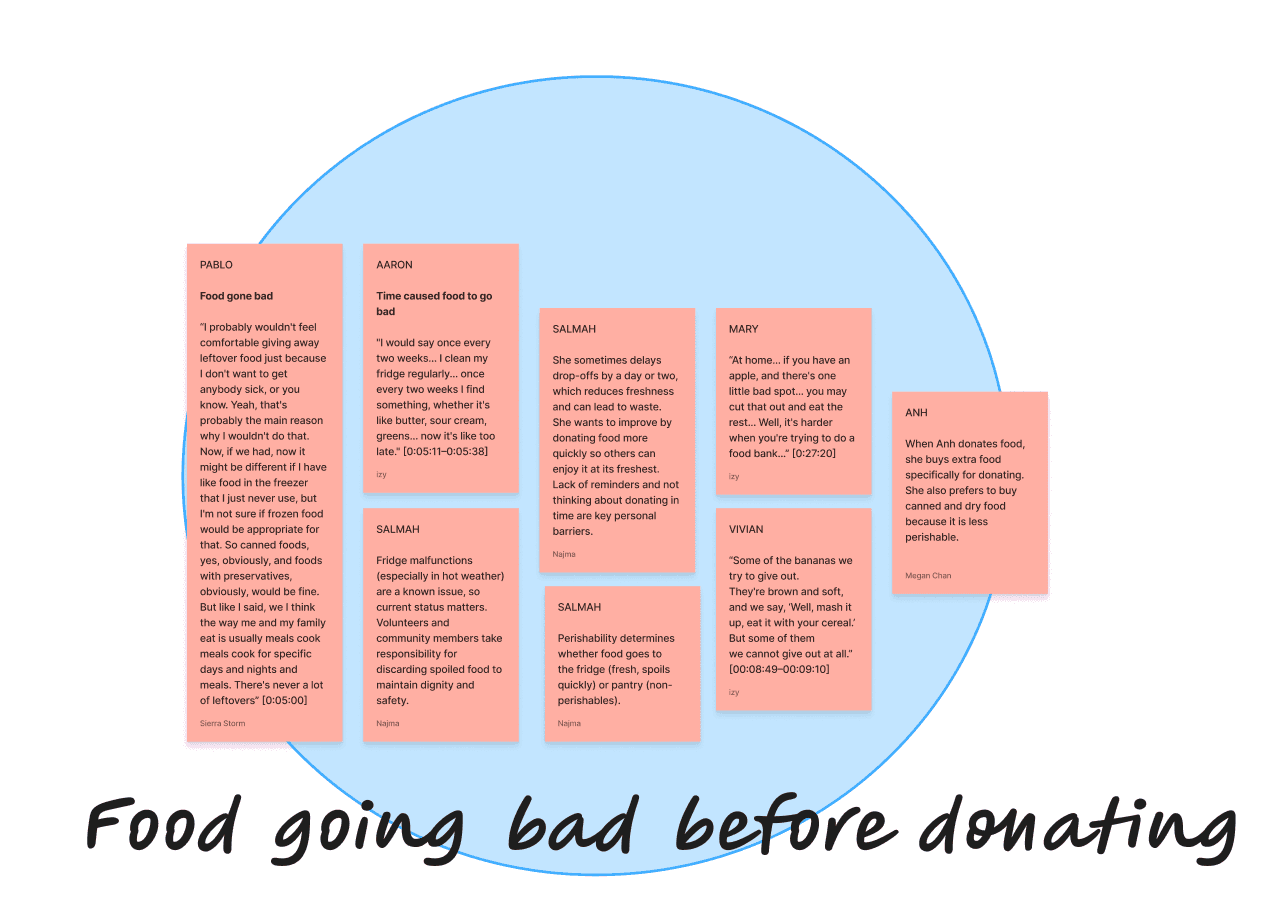 PABLO
Food gone bad
“I probably wouldn't feel
comfortable giving away
leftover food just because
I don't want to get
anybody sick, or you
know. Yeah, that's
probably the main reason
why I wouldn't do that.
Now, if we had, now it
might be different if I have
like food in the freezer
that I just never use, but
I'm not sure if frozen food
would be appropriate for
that. So canned foods,
yes, obviously, and foods
with preservatives,
obviously, would be fine.
But like I said, we I think
the way me and my family
eat is usually meals cook
meals cook for specific
days and nights and
meals. There's never a lot
of leftovers” [0:05:00]
Sierra Storm
AARON
Time caused food to go
bad
"I would say once every
two weeks... I clean my
fridge regularly... once
every two weeks I find
something, whether it's
like butter, sour cream,
greens... now it's like too
late." [0:05:11–0:05:38]
izy
SALMAH
Fridge malfunctions
(especially in hot weather)
are a known issue, so
current status matters.
Volunteers and
community members take
responsibility for
discarding spoiled food to
maintain dignity and
safety.
Najma
SALMAH
She sometimes delays
drop-offs by a day or two,
which reduces freshness
and can lead to waste.
She wants to improve by
donating food more
quickly so others can
enjoy it at its freshest.
Lack of reminders and not
thinking about donating in
time are key personal
barriers.
Najma
SALMAH
Perishability determines
whether food goes to
the fridge (fresh, spoils
quickly) or pantry (non-
perishables).
Najma
MARY
“At home... if you have an
apple, and there's one
little bad spot... you may
cut that out and eat the
rest... Well, it's harder
when you're trying to do a
food bank...” [0:27:20]
izy
VIVIAN
“Some of the bananas we
try to give out.
They're brown and soft,
and we say, ‘Well, mash it
up, eat it with your cereal.’
But some of them
we cannot give out at all.”
[00:08:49–00:09:10]
izy
ANH
When Anh donates food,
she buys extra food
specifically for donating.
She also prefers to buy
canned and dry food
because it is less
perishable.
Megan Chan
Food going bad before donating